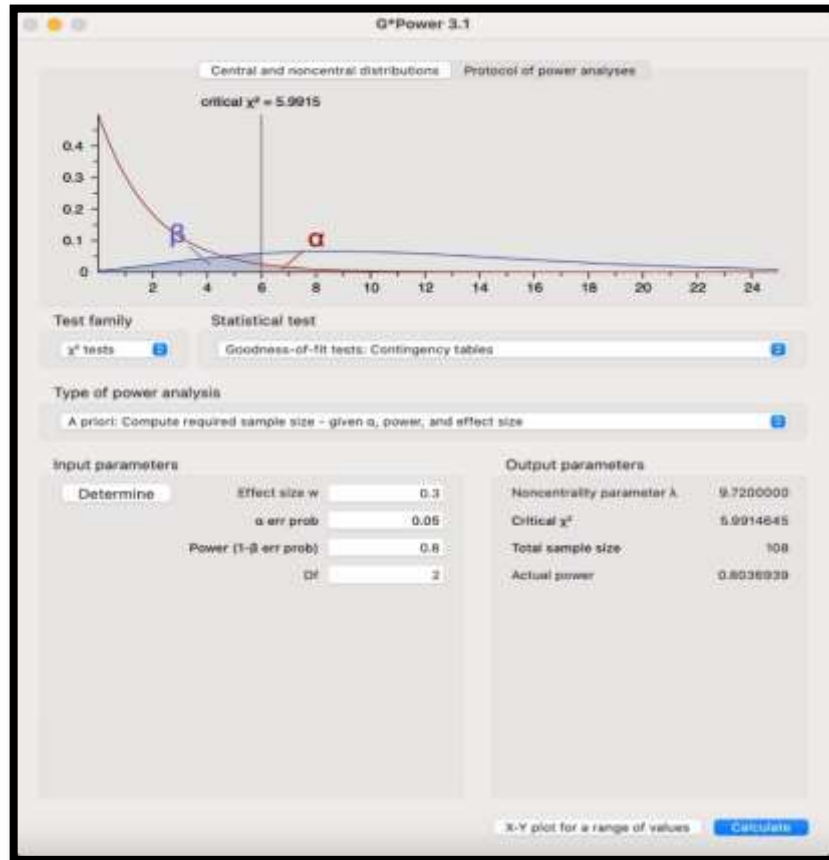 G*Power 3.1
Central and noncentral distributions Protocol of power analyses
critical χ² = 5.9915
0.4
0.3
0.2
0.1
0
β
α
2 4 6 8 10 12 14 16 18 20 22 24
Test family Statistical test
χ² tests Goodness-of-fit tests: Contingency tables
Type of power analysis
A priori: Compute required sample size - given α, power, and effect size
Input parameters Output parameters
Determine Effect size w 0.3 Noncentrality parameter λ 9.7200000
α err prob 0.05 Critical χ² 5.9914645
Power (1-β err prob) 0.8 Total sample size 108
Df 2 Actual power 0.8036939
X-Y plot for a range of values Calculate